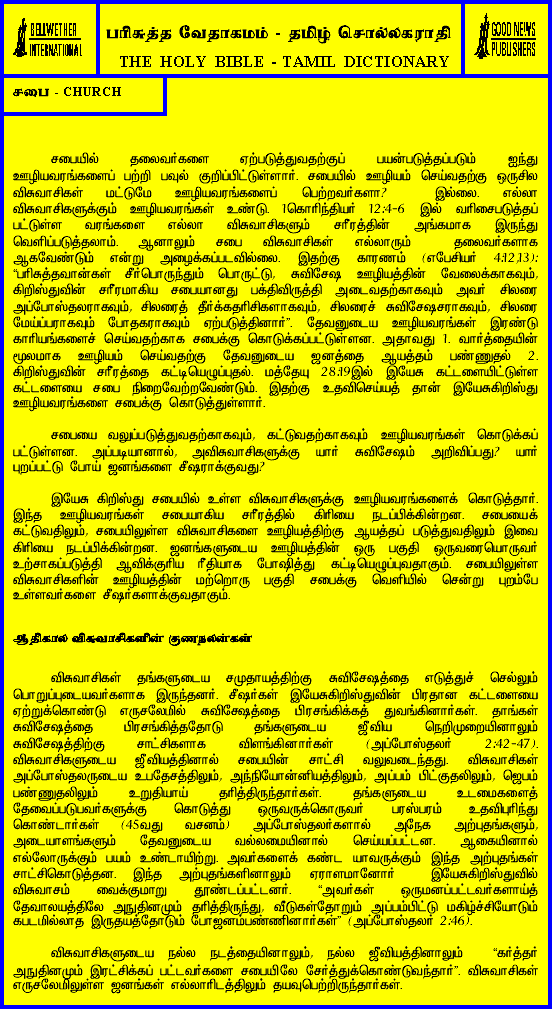 BELLWETHER
INTERNATIONAL
பரிசுத்த வேதாகமம் - தமிழ் சொல்லகராதி
THE HOLY BIBLE - TAMIL DICTIONARY
GOOD NEWS
PUBLISHERS
சபை - CHURCH
சபையில் தலைவர்களை ஏற்படுத்துவதற்குப் பயன்படுத்தப்படும் ஐந்து
ஊழியவரங்களைப் பற்றி பவுல் குறிப்பிட்டுள்ளார். சபையில் ஊழியம் செய்வதற்கு ஒருசில
விசுவாசிகள் மட்டுமே ஊழியவரங்களைப் பெற்றவர்களா? இல்லை. எல்லா
விசுவாசிகளுக்கும் ஊழியவரங்கள் உண்டு. 1கொரிந்தியர் 12:4-6 இல் வரிசைபடுத்தப்
பட்டுள்ள வரங்களை எல்லா விசுவாசிகளும் சரீரத்தின் அங்கமாக இருந்து
வெளிப்படுத்தலாம். ஆனாலும் சபை விசுவாசிகள் எல்லாரும் தலைவர்களாக
ஆகவேண்டும் என்று அழைக்கப்படவில்லை. இதற்கு காரணம் (எபேசியர் 4:12,13):
"பரிசுத்தவான்கள் சீர்பொருந்தும் பொருட்டு, சுவிசேஷ ஊழியத்தின் வேலைக்காகவும்,
கிறிஸ்துவின் சரீரமாகிய சபையானது பக்திவிருத்தி அடைவதற்காகவும் அவர் சிலரை
அப்போஸ்தலராகவும், சிலரைத் தீர்க்கதரிசிகளாகவும், சிலரைச் சுவிசேஷசராகவும், சிலரை
மேய்ப்பராகவும் போதகராகவும் ஏற்படுத்தினார்". தேவனுடைய ஊழியவரங்கள் இரண்டு
காரியங்களைச் செய்வதற்காக சபைக்கு கொடுக்கப்பட்டுள்ளன. அதாவது 1. வார்த்தையின்
மூலமாக ஊழியம் செய்வதற்கு தேவனுடைய ஜனத்தை ஆயத்தம் பண்ணுதல் 2.
கிறிஸ்துவின் சரீரத்தை கட்டியெழுப்புதல். மத்தேயு 28:19இல் இயேசு கட்டளையிட்டுள்ள
கட்டளையை சபை நிறைவேற்றவேண்டும். இதற்கு உதவிசெய்யத் தான் இயேசுகிறிஸ்து
ஊழியவரங்களை சபைக்கு கொடுத்துள்ளார்.
சபையை வலுப்படுத்துவதற்காகவும், கட்டுவதற்காகவும் ஊழியவரங்கள் கொடுக்கப்
பட்டுள்ளன. அப்படியானால், அவிசுவாசிகளுக்கு யார் சுவிசேஷம் அறிவிப்பது? யார்
புறப்பட்டு போய் ஜனங்களை சீஷராக்குவது?
இயேசு கிறிஸ்து சபையில் உள்ள விசுவாசிகளுக்கு ஊழியவரங்களைக் கொடுத்தார்.
இந்த ஊழியவரங்கள் சபையாகிய சரீரத்தில் கிரியை நடப்பிக்கின்றன. சபையைக்
கட்டுவதிலும், சபையிலுள்ள விசுவாசிகளை ஊழியத்திற்கு ஆயத்தப் படுத்துவதிலும் இவை
கிரியை நடப்பிக்கின்றன. ஜனங்களுடைய ஊழியத்தின் ஒரு பகுதி ஒருவரையொருவர்
உற்சாகப்படுத்தி ஆவிக்குரிய ரீதியாக போஷித்து கட்டியெழுப்புவதாகும். சபையிலுள்ள
விசுவாசிகளின் ஊழியத்தின் மற்றொரு பகுதி சபைக்கு வெளியில் சென்று புறம்பே
உள்ளவர்களை சீஷர்களாக்குவதாகும்.
ஆதிகால விசுவாசிகளின் குணநலன்கள்
விசுவாசிகள் தங்களுடைய சமுதாயத்திற்கு சுவிசேஷத்தை எடுத்துச் செல்லும்
பொறுப்புடையவர்களாக இருந்தனர். சீஷர்கள் இயேசுகிறிஸ்துவின் பிரதான கட்டளையை
ஏற்றுக்கொண்டு எருசலேமில் சுவிசேஷத்தை பிரசங்கிக்கத் துவங்கினார்கள். தாங்கள்
சுவிசேஷத்தை பிரசங்கித்ததோடு தங்களுடைய ஜீவிய நெறிமுறையினாலும்
சுவிசேஷத்திற்கு சாட்சிகளாக விளங்கினார்கள் (அப்போஸ்தலர் 2:42-47).
விசுவாசிகளுடைய ஜீவியத்தினால் சபையின் சாட்சி வலுவடைந்தது. விசுவாசிகள்
அப்போஸ்தலருடைய உபதேசத்திலும், அந்நியோன்னியத்திலும், அப்பம் பிட்குதலிலும், ஜெபம்
பண்ணுதலிலும் உறுதியாய் தரித்திருந்தார்கள். தங்களுடைய உடமைகளைத்
தேவைப்படுபவர்களுக்கு கொடுத்து ஒருவருக்கொருவர் பரஸ்பரம் உதவிபுரிந்து
கொண்டார்கள் (45வது வசனம்) அப்போஸ்தலர்களால் அநேக அற்புதங்களும்,
அடையாளங்களும் தேவனுடைய வல்லமையினால் செய்யப்பட்டன. ஆகையினால்
எல்லோருக்கும் பயம் உண்டாயிற்று. அவர்களைக் கண்ட யாவருக்கும் இந்த அற்புதங்கள்
சாட்சிகொடுத்தன. இந்த அற்புதங்களினாலும் ஏராளமானோர் இயேசுகிறிஸ்துவில்
விசுவாசம் வைக்குமாறு தூண்டப்பட்டனர். "அவர்கள் ஒருமனப்பட்டவர்களாய்த்
தேவாலயத்திலே அநுதினமும் தரித்திருந்து, வீடுகள்தோறும் அப்பம்பிட்டு மகிழ்ச்சியோடும்
கபடமில்லாத இருதயத்தோடும் போஜனம்பண்ணினார்கள்" (அப்போஸ்தலர் 2:46).
விசுவாசிகளுடைய நல்ல நடத்தையினாலும், நல்ல ஜீவியத்தினாலும் "கர்த்தர்
அநுதினமும் இரட்சிக்கப் பட்டவர்களை சபையிலே சேர்த்துக்கொண்டுவந்தார்". விசுவாசிகள்
எருசலேமிலுள்ள ஜனங்கள் எல்லாரிடத்திலும் தயவுபெற்றிருந்தார்கள்.